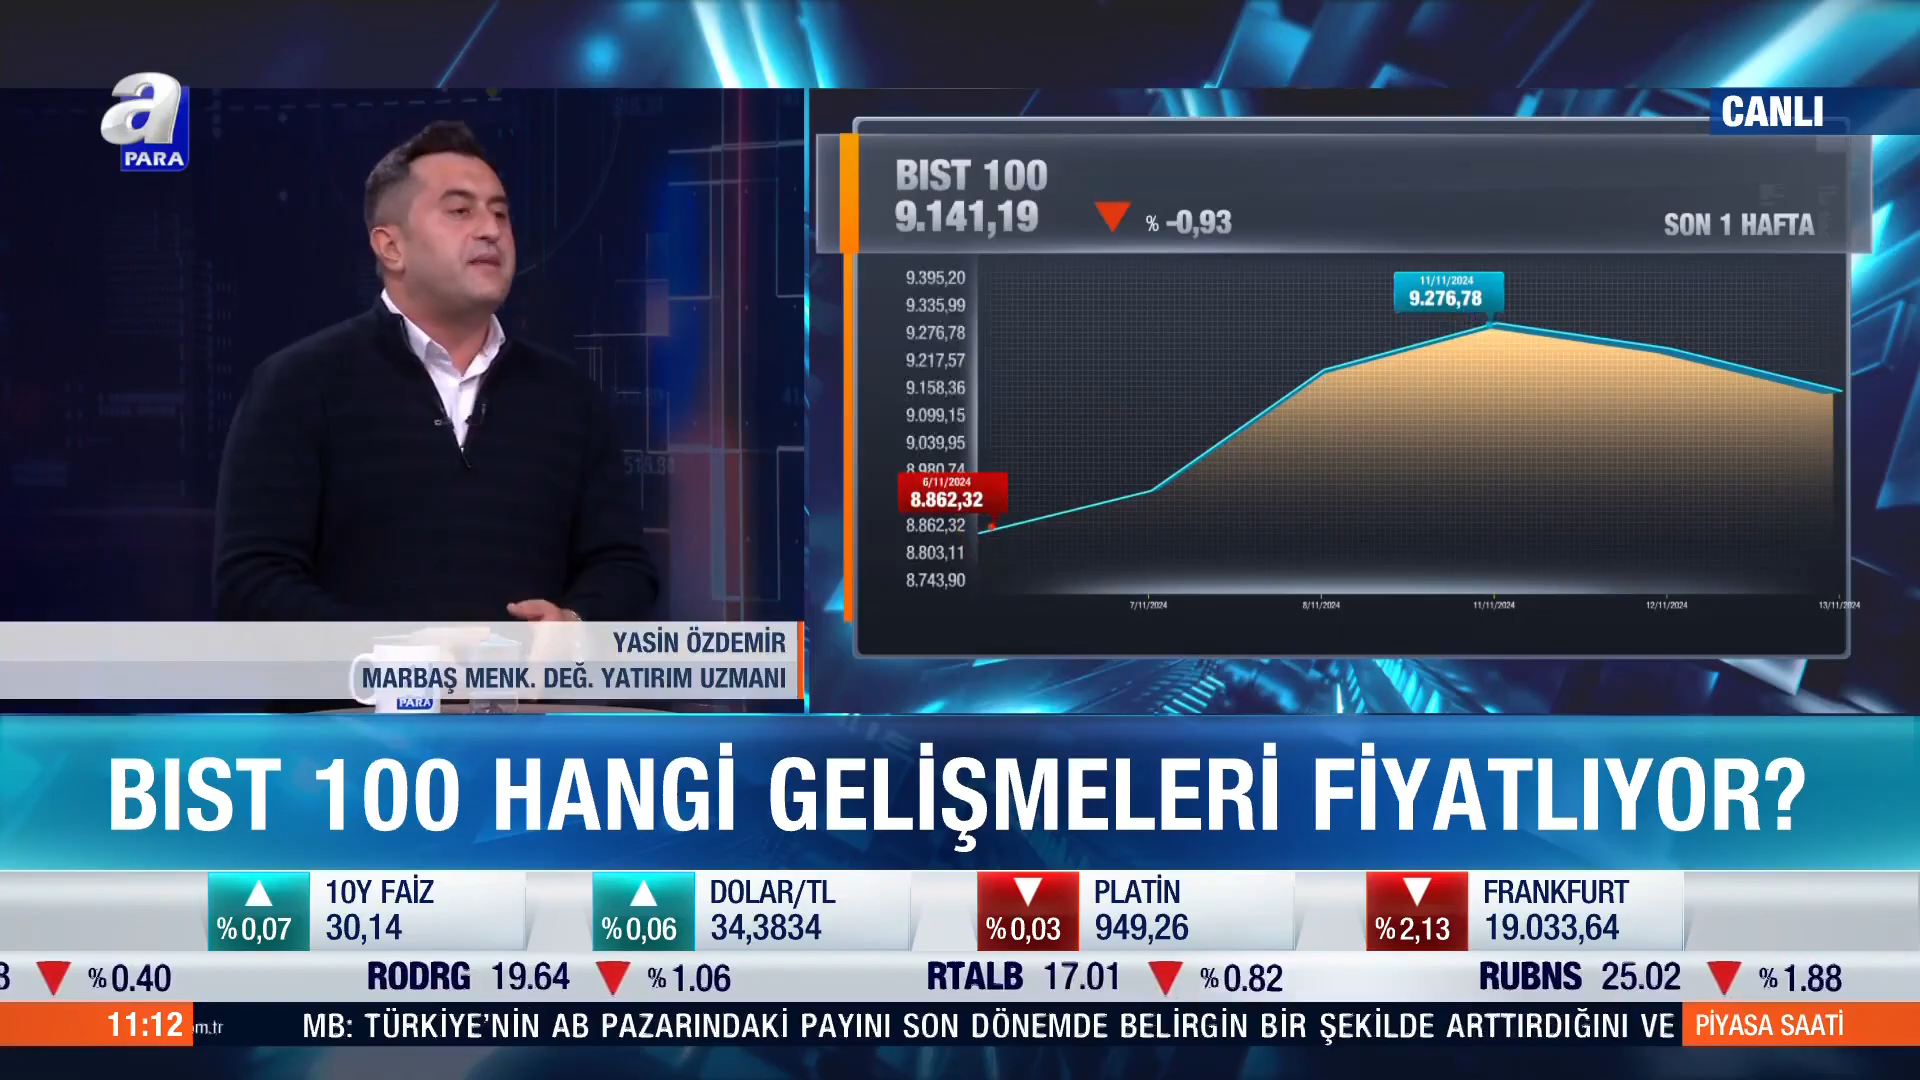 a
PARA
CANLI
BIST 100
9.141,19
% -0,93
SON 1 HAFTA
9.395,20
9.335,99
9.276,78
9.217,57
9.158,36
9.099,15
9.039,95
8.980,74
8.862,32
8.803,11
8.743,90
11/11/2024
9.276,78
6/11/2024
8.862,32
7/11/2024
8/11/2024
11/11/2024
12/11/2024
13/11/2024
YASİN ÖZDEMİR
MARBAŞ MENK. DEĞ. YATIRIM UZMANI
PARA
BIST 100 HANGİ GELİŞMELERİ FİYATLIYOR?
%0,07 10Y FAİZ 30,14
%0,06 DOLAR/TL 34,3834
%0,03 PLATİN 949,26
%2,13 FRANKFURT 19.033,64
%0.40 RODRG 19.64 %1.06 RTALB 17.01 %0.82 RUBNS 25.02 %1.88
11:12 om.tr MB: TÜRKİYE'NİN AB PAZARINDAKİ PAYINI SON DÖNEMDE BELİRGİN BİR ŞEKİLDE ARTTIRDIĞINI VE PİYASA SAATİ